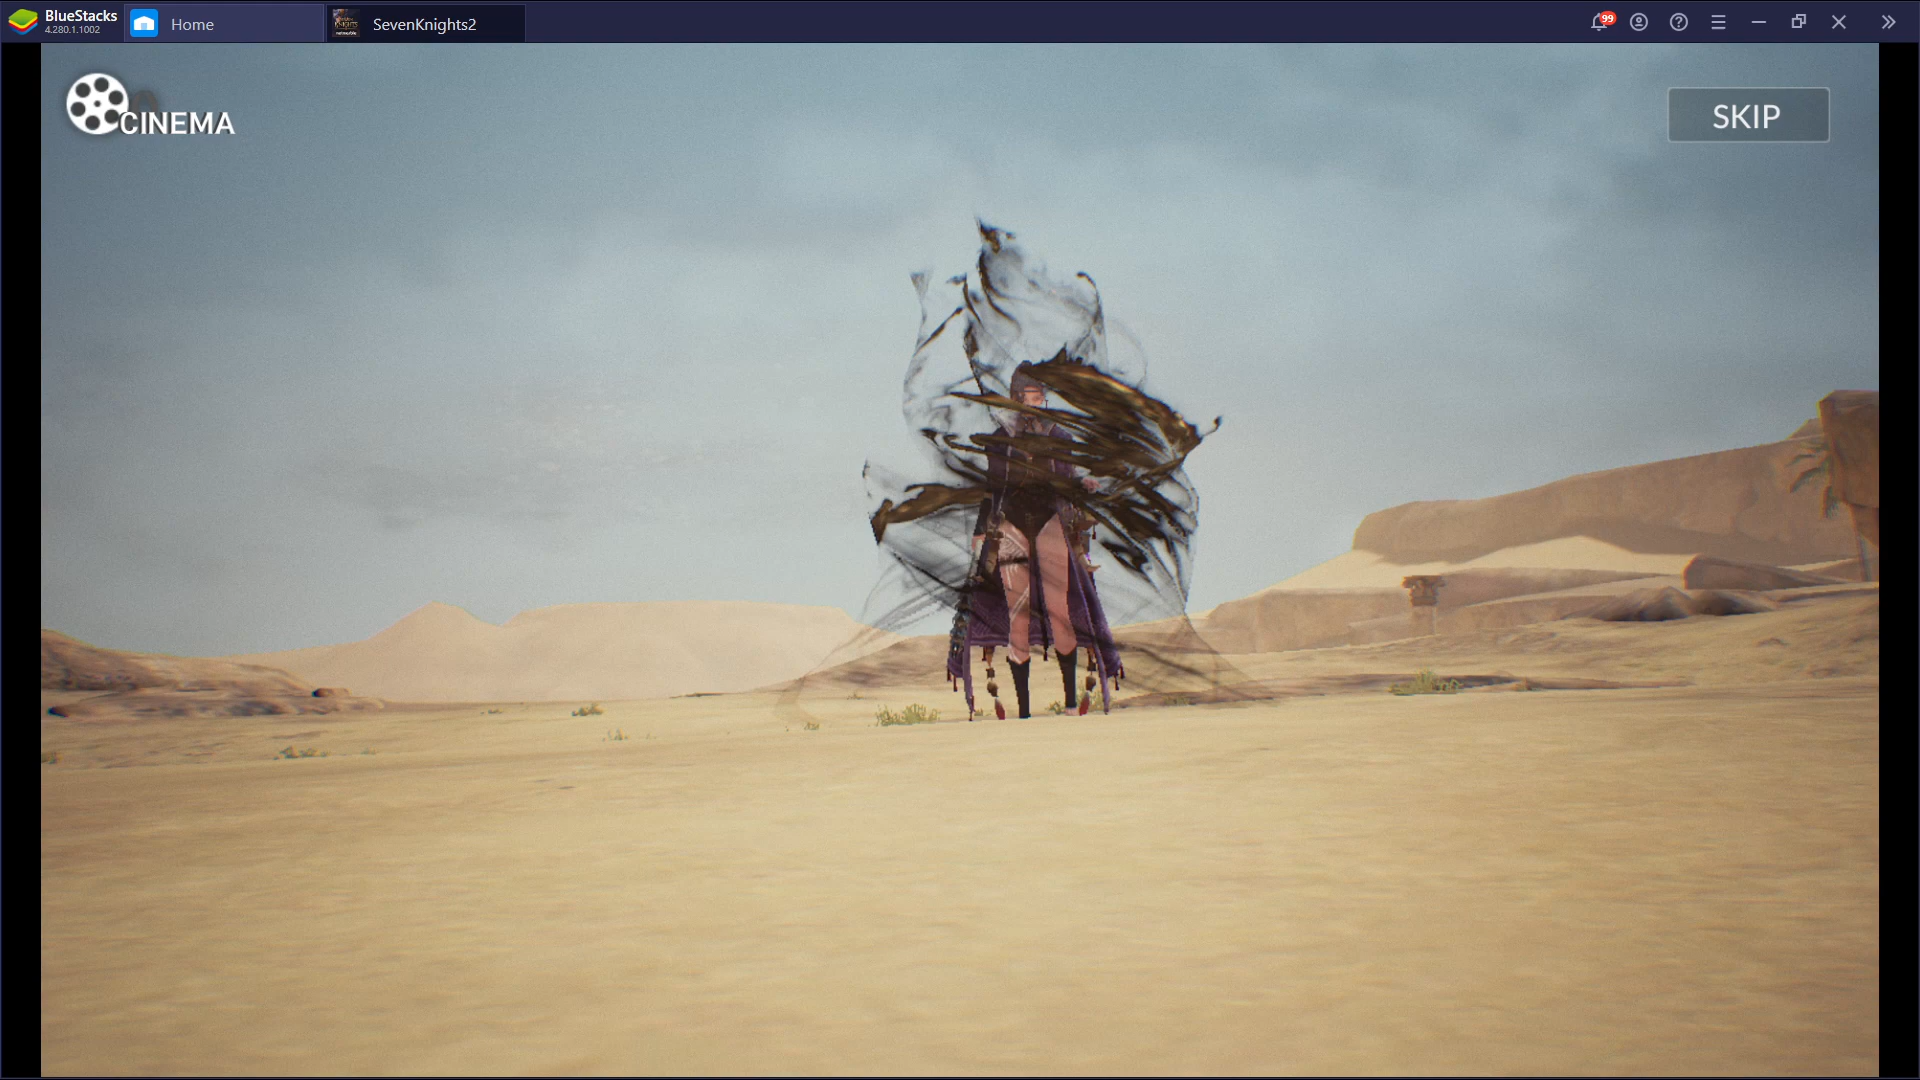 BlueStacks
4.280.1.1002
Home
SevenKnights2
99
CINEMA
SKIP